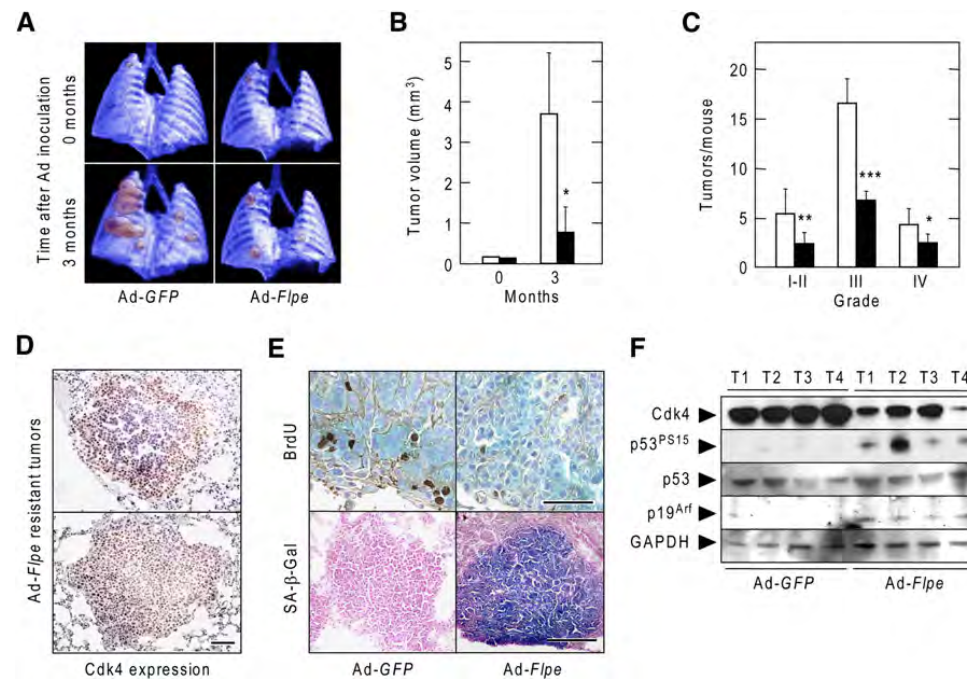 A
Time after Ad inoculation
0 months
3 months
Ad-GFP Ad-Flpe
B
Tumor volume (mm³)
5
4
3
2
1
0
*
0 3
Months
C
Tumors/mouse
20
15
10
5
0
** *** *
I-II III IV
Grade
D
Ad-Flpe resistant tumors
Cdk4 expression
E
BrdU
SA-β-Gal
Ad-GFP Ad-Flpe
F
T1 T2 T3 T4 T1 T2 T3 T4
Cdk4
p53PS15
p53
p19Arf
GAPDH
Ad-GFP Ad-Flpe